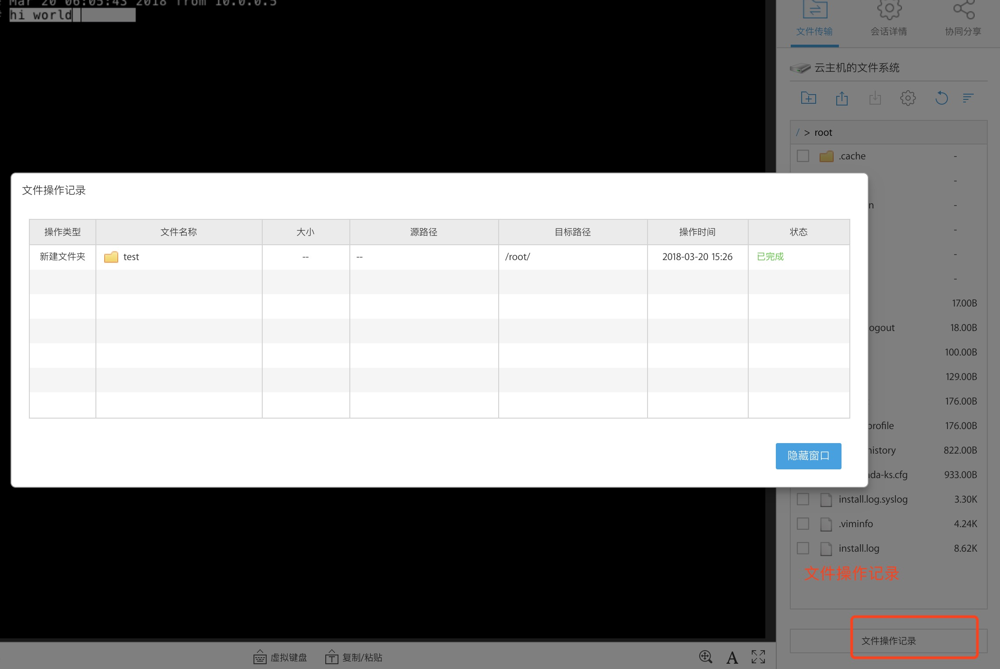 Mar 20 06:05:43 2018 from 10.0.0.5
hi world
文件传输
会话详情
协同分享
云主机的文件系统
/ > root
.cache -
-
n -
-
-
-
17.00B
ogout 18.00B
100.00B
129.00B
176.00B
profile 176.00B
history 822.00B
da-ks.cfg 933.00B
install.log.syslog 3.30K
.viminfo 4.24K
install.log 8.62K
文件操作记录
文件操作记录
文件操作记录
操作类型 文件名称 大小 源路径 目标路径 操作时间 状态
新建文件夹 test -- -- /root/ 2018-03-20 15:26 已完成
隐藏窗口
虚拟键盘
复制/粘贴
A